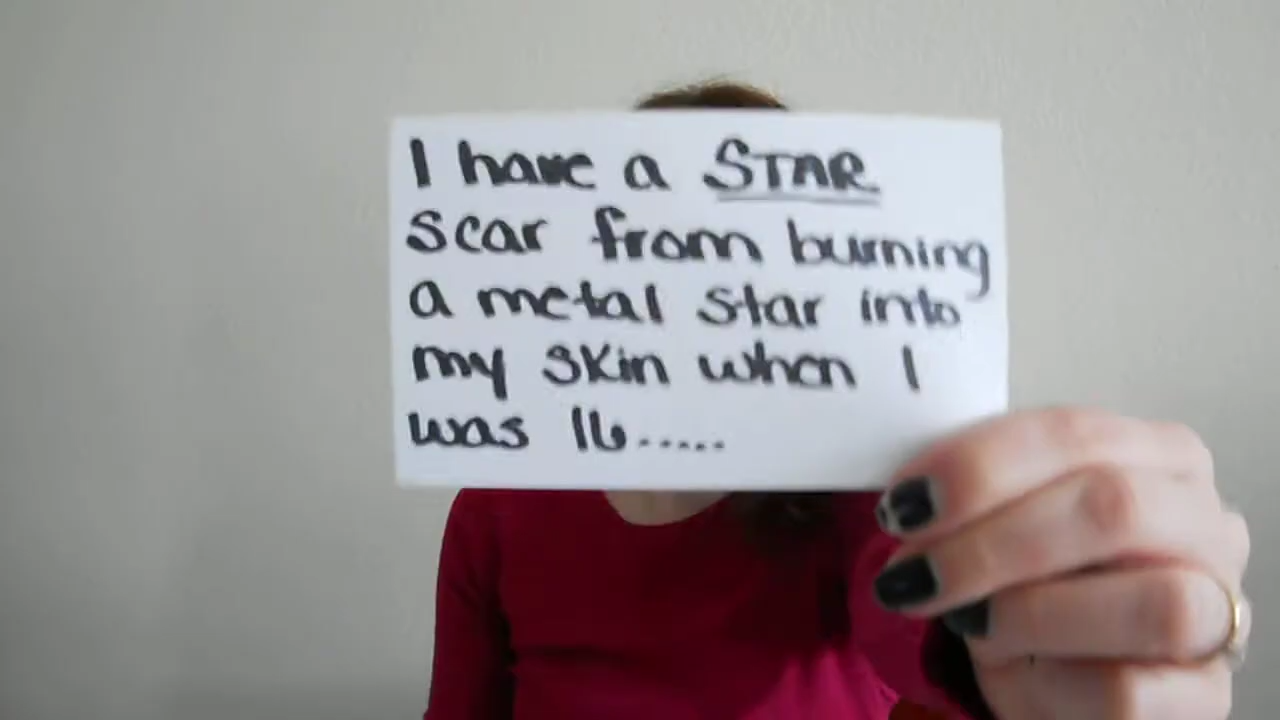 I have a STAR
scar from burning
a metal star into
my skin when I
was 16.....